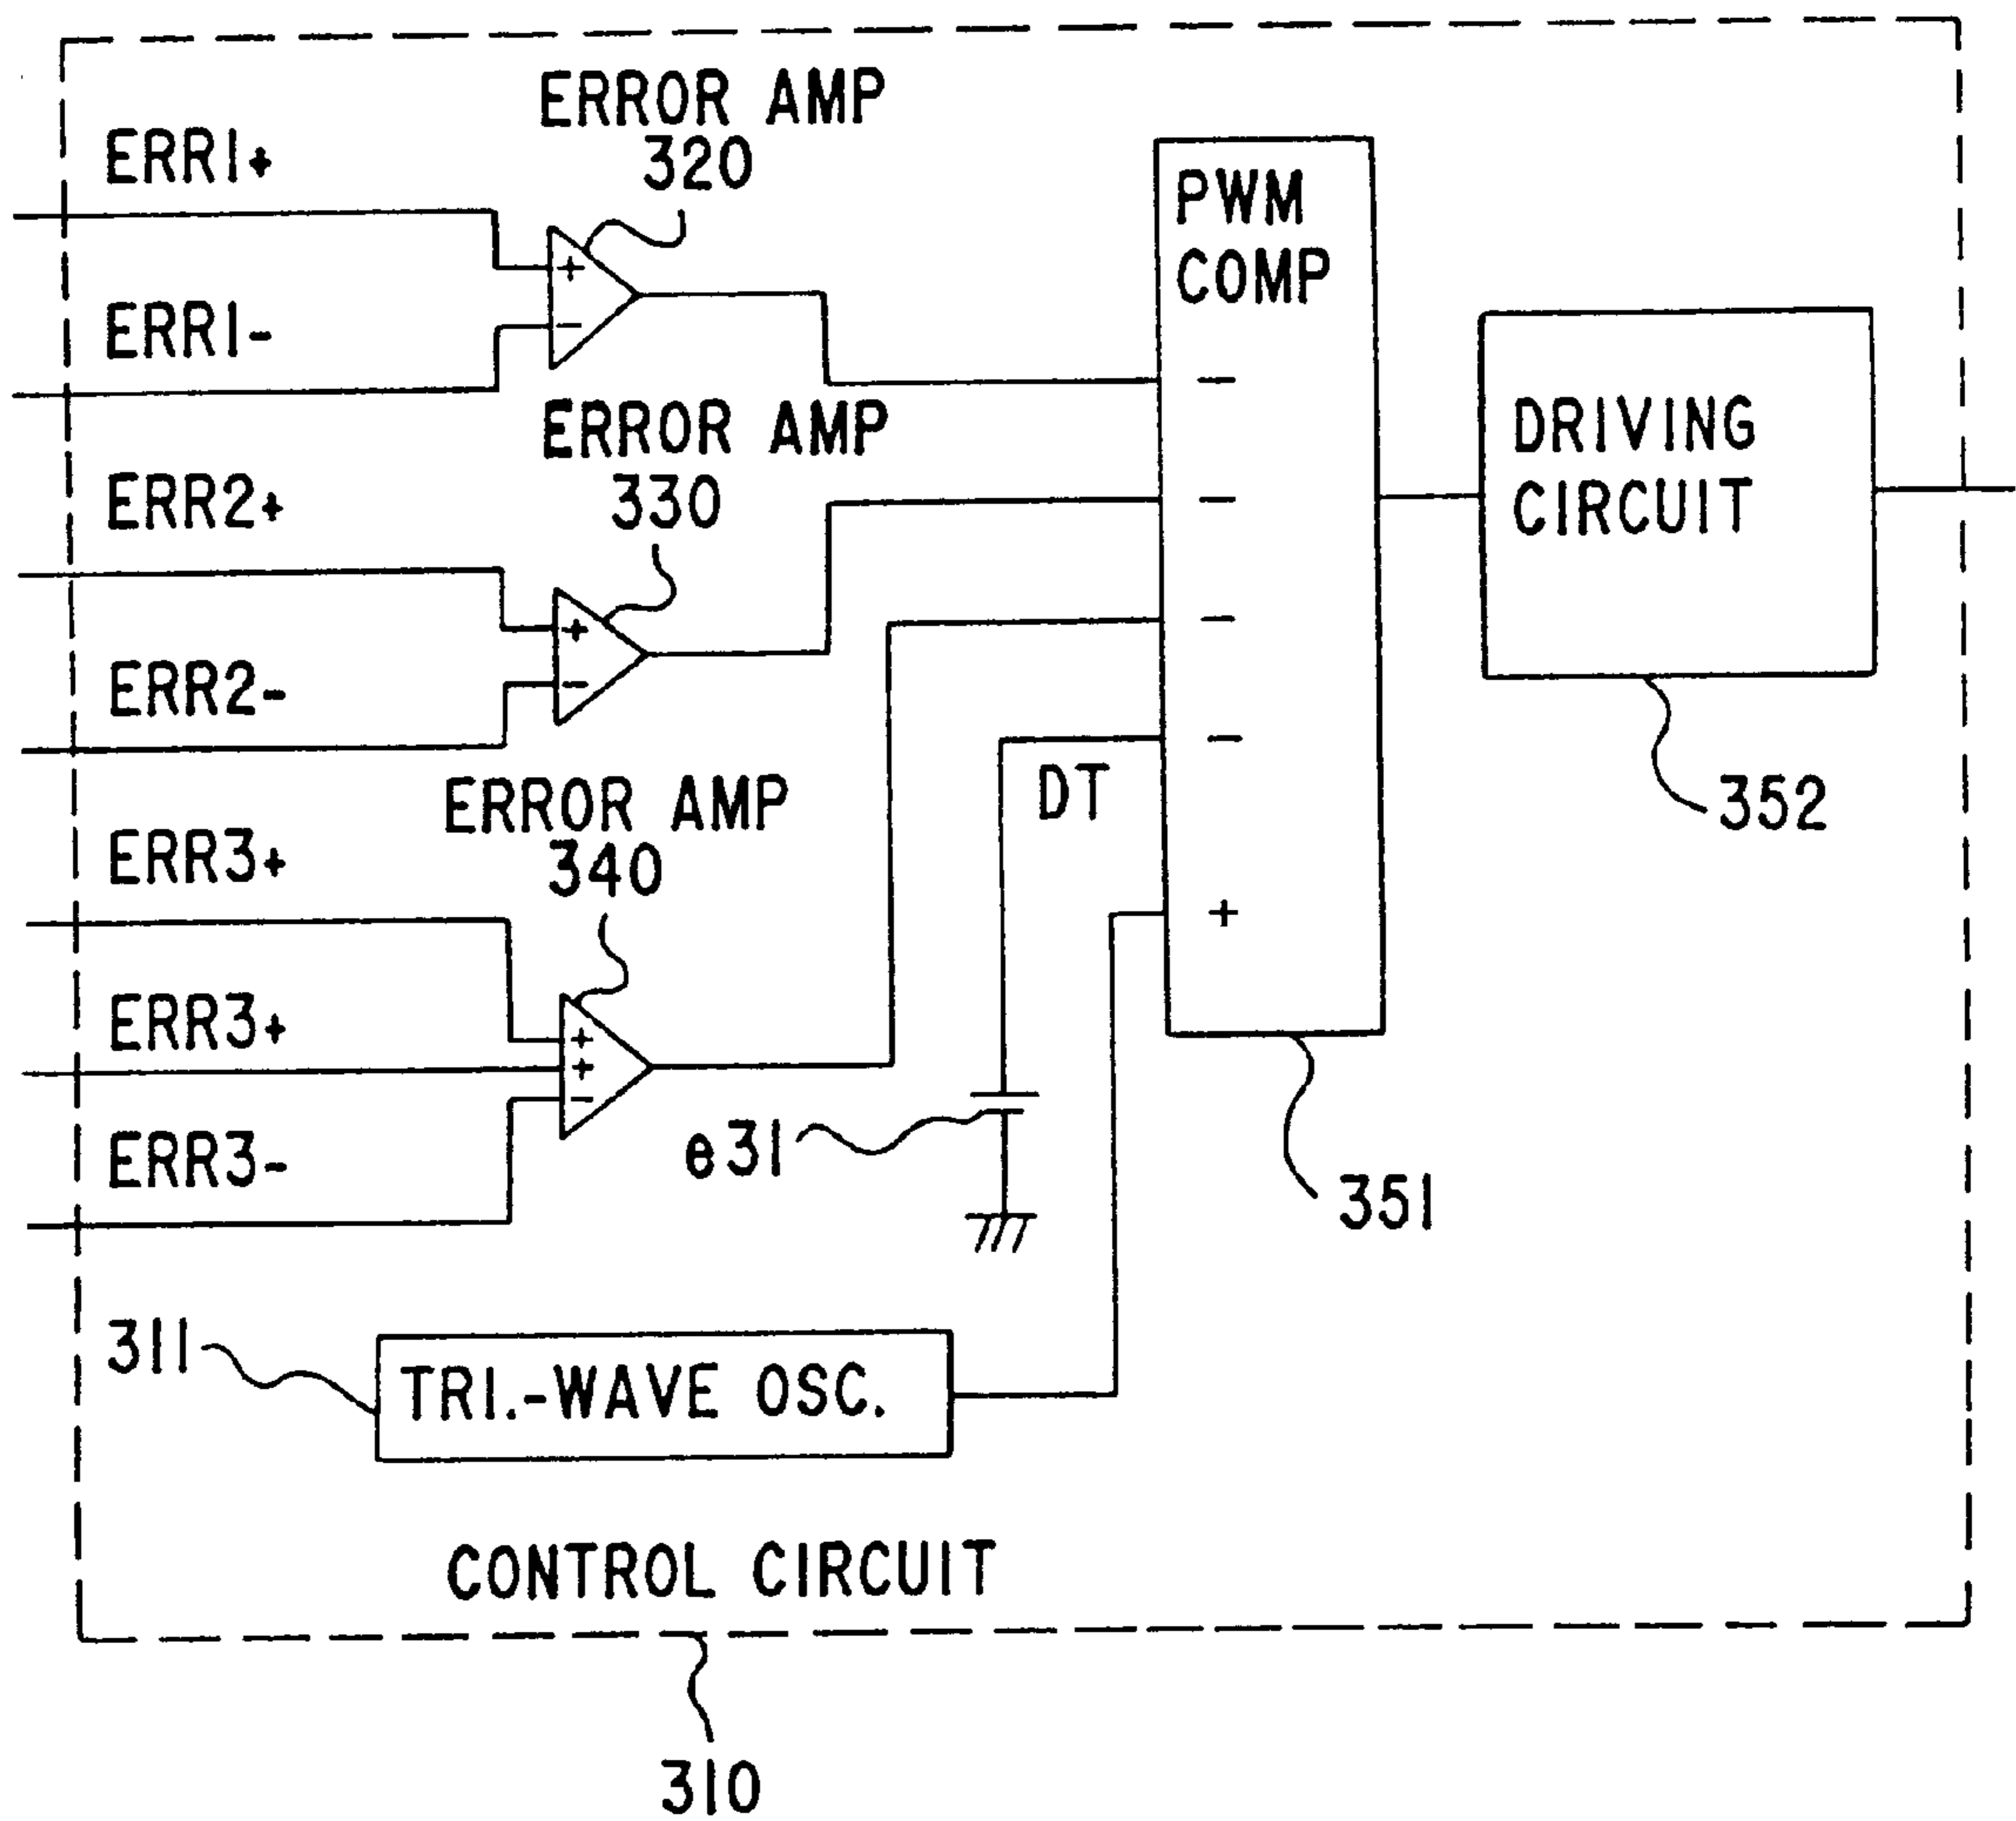 ERROR AMP
320
ERR1+
ERR1-
+
-
PWM
COMP
-
-
-
-
+
DRIVING
CIRCUIT
352
ERROR AMP
330
ERR2+
ERR2-
+
-
DT
ERROR AMP
340
ERR3+
ERR3+
ERR3-
+
+
-
e31
351
311
TRI.-WAVE OSC.
CONTROL CIRCUIT
310